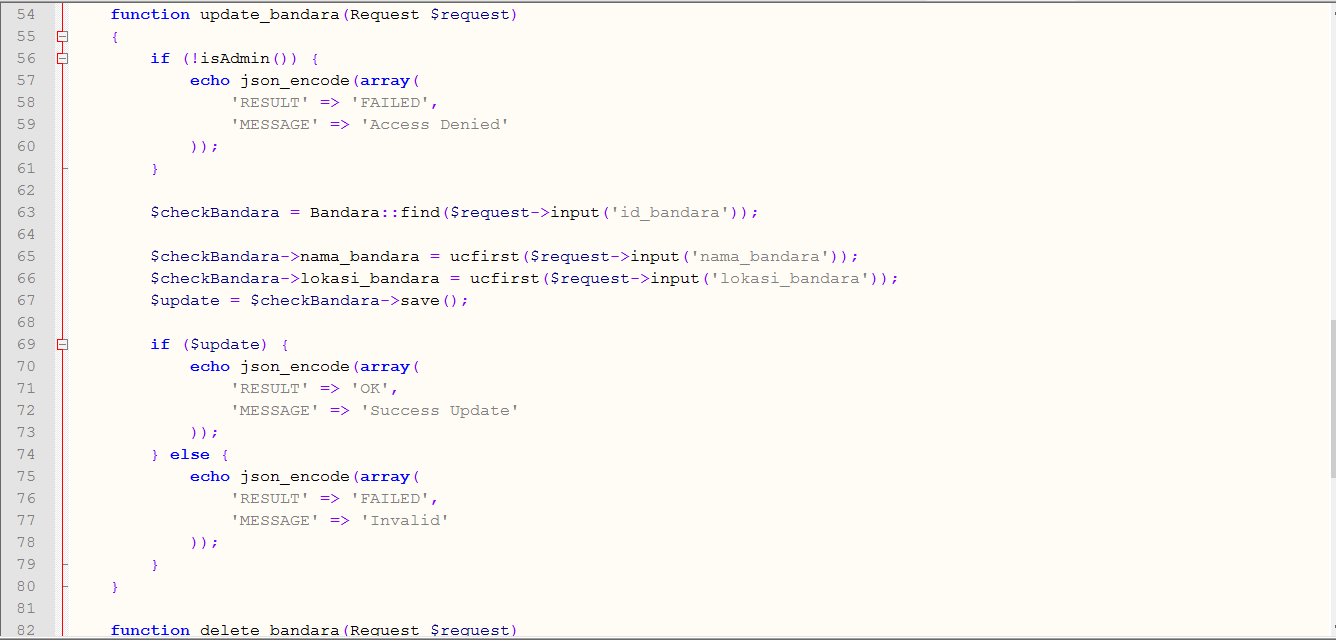 54 function update_bandara(Request $request)
55 {
56 if (!isAdmin()) {
57 echo json_encode(array(
58 'RESULT' => 'FAILED',
59 'MESSAGE' => 'Access Denied'
60 ));
61 }
62
63 $checkBandara = Bandara::find($request->input('id_bandara'));
64
65 $checkBandara->nama_bandara = ucfirst($request->input('nama_bandara'));
66 $checkBandara->lokasi_bandara = ucfirst($request->input('lokasi_bandara'));
67 $update = $checkBandara->save();
68
69 if ($update) {
70 echo json_encode(array(
71 'RESULT' => 'OK',
72 'MESSAGE' => 'Success Update'
73 ));
74 } else {
75 echo json_encode(array(
76 'RESULT' => 'FAILED',
77 'MESSAGE' => 'Invalid'
78 ));
79 }
80 }
81
82 function delete_bandara(Request $request)